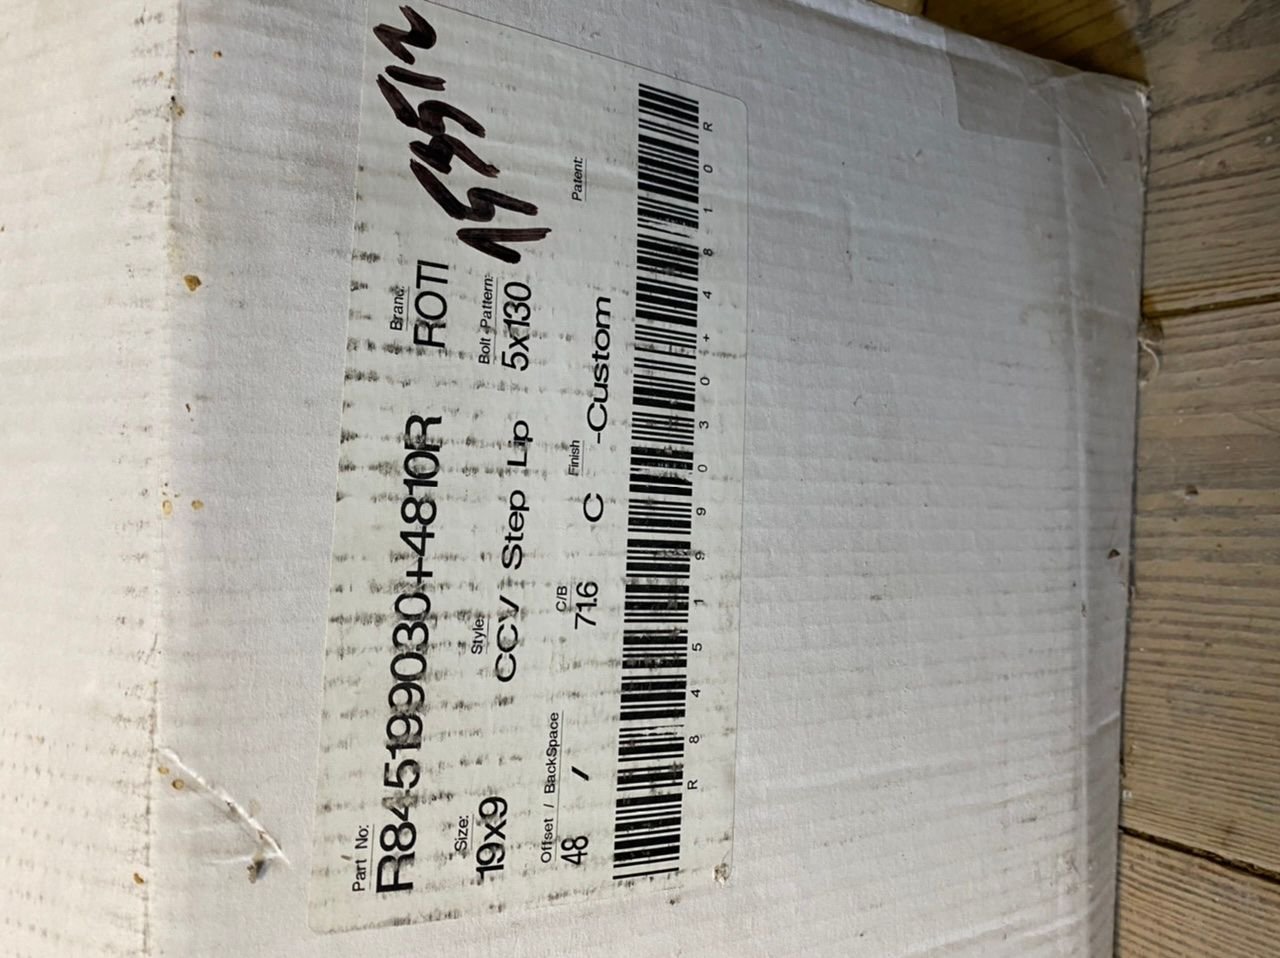 Part No:
R845199030+4810R
Brand:
ROTI
Size:
19x9
Style:
CCV Step Lip
Bolt Pattern:
5x130
Offset / BackSpace
48 /
C/B
71.6
Finish
C -Custom
Patent:
R 8 4 5 1 9 9 0 3 0 + 4 8 1 0 R